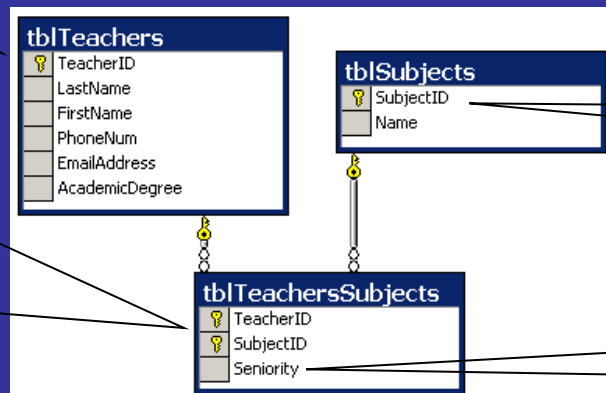 tblTeachers
TeacherID
LastName
FirstName
PhoneNum
EmailAddress
AcademicDegree
tblSubjects
SubjectID
Name
tblTeachersSubjects
TeacherID
SubjectID
Seniority